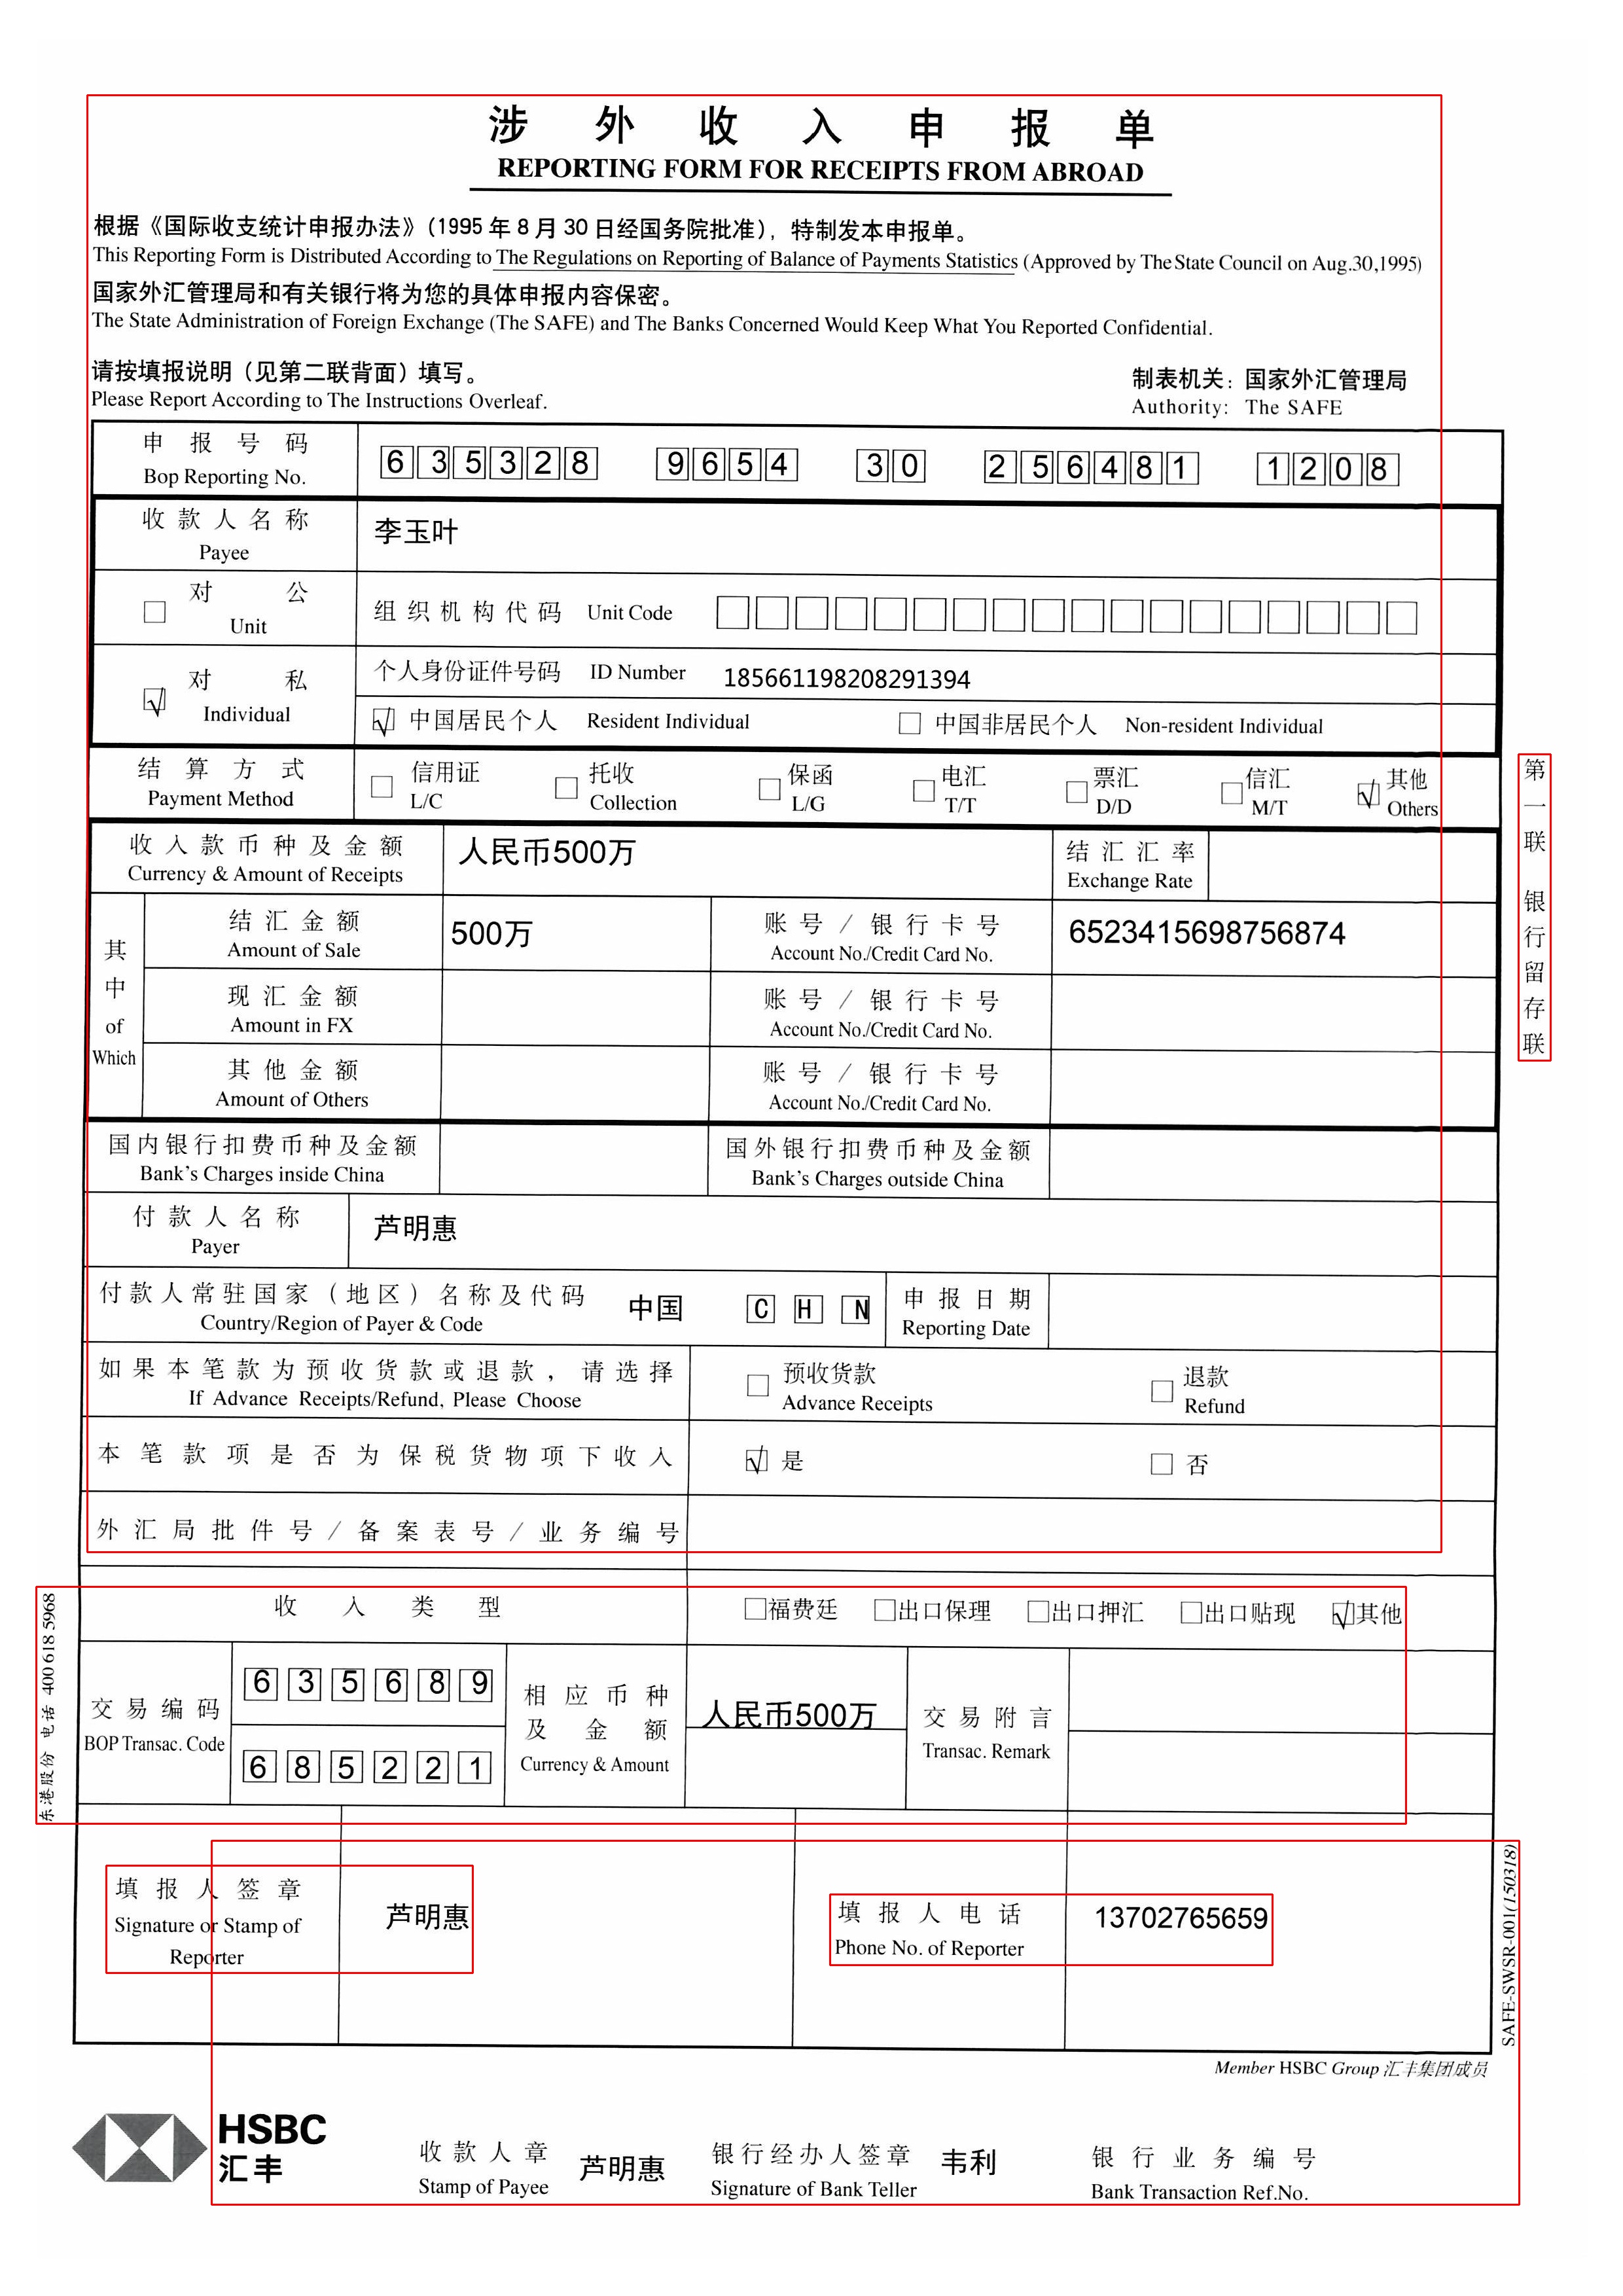 涉外收入申报单
REPORTING FORM FOR RECEIPTS FROM ABROAD
根据《国际收支统计申报办法》(1995年8月30日经国务院批准)，特制发本申报单。
This Reporting Form is Distributed According to The Regulations on Reporting of Balance of Payments Statistics (Approved by The State Council on Aug.30,1995)
国家外汇管理局和有关银行将为您的具体申报内容保密。
The State Administration of Foreign Exchange (The SAFE) and The Banks Concerned Would Keep What You Reported Confidential.
请按填报说明（见第二联背面）填写。 制表机关：国家外汇管理局
Please Report According to The Instructions Overleaf. Authority: The SAFE
申报号码 635328 9654 30 256481 1208
Bop Reporting No.
收款人名称 李玉叶
Payee
对公 组织机构代码 Unit Code
Unit
对私 个人身份证件号码 ID Number 185661198208291394
Individual √ 中国居民个人 Resident Individual 中国非居民个人 Non-resident Individual
结算方式 信用证 托收 保函 电汇 票汇 信汇 √ 其他
Payment Method L/C Collection L/G T/T D/D M/T Others
收入款币种及金额 人民币500万 结汇汇率
Currency & Amount of Receipts Exchange Rate
其中 of Which
结汇金额 500万 账号/银行卡号 6523415698756874
Amount of Sale Account No./Credit Card No.
现汇金额 账号/银行卡号
Amount in FX Account No./Credit Card No.
其他金额 账号/银行卡号
Amount of Others Account No./Credit Card No.
国内银行扣费币种及金额 国外银行扣费币种及金额
Bank's Charges inside China Bank's Charges outside China
付款人名称 芦明惠
Payer
付款人常驻国家（地区）名称及代码 中国 CHN 申报日期
Country/Region of Payer & Code Reporting Date
如果本笔款为预收货款或退款，请选择 预收货款 退款
If Advance Receipts/Refund, Please Choose Advance Receipts Refund
本笔款项是否为保税货物项下收入 √ 是 否
外汇局批件号/备案表号/业务编号
收入类型 福费廷 出口保理 出口押汇 出口贴现 √ 其他
交易编码 635689 相应币种及金额 人民币500万 交易附言
BOP Transac. Code 685221 Currency & Amount Transac. Remark
填报人签章 芦明惠 填报人电话 13702765659
Signature or Stamp of Reporter Phone No. of Reporter
第一联 银行留存联
东港股份 电话 400 618 5968
SAFE-SWSR-001(150318)
Member HSBC Group 汇丰集团成员
HSBC
汇丰
收款人章 芦明惠 银行经办人签章 韦利 银行业务编号
Stamp of Payee Signature of Bank Teller Bank Transaction Ref.No.